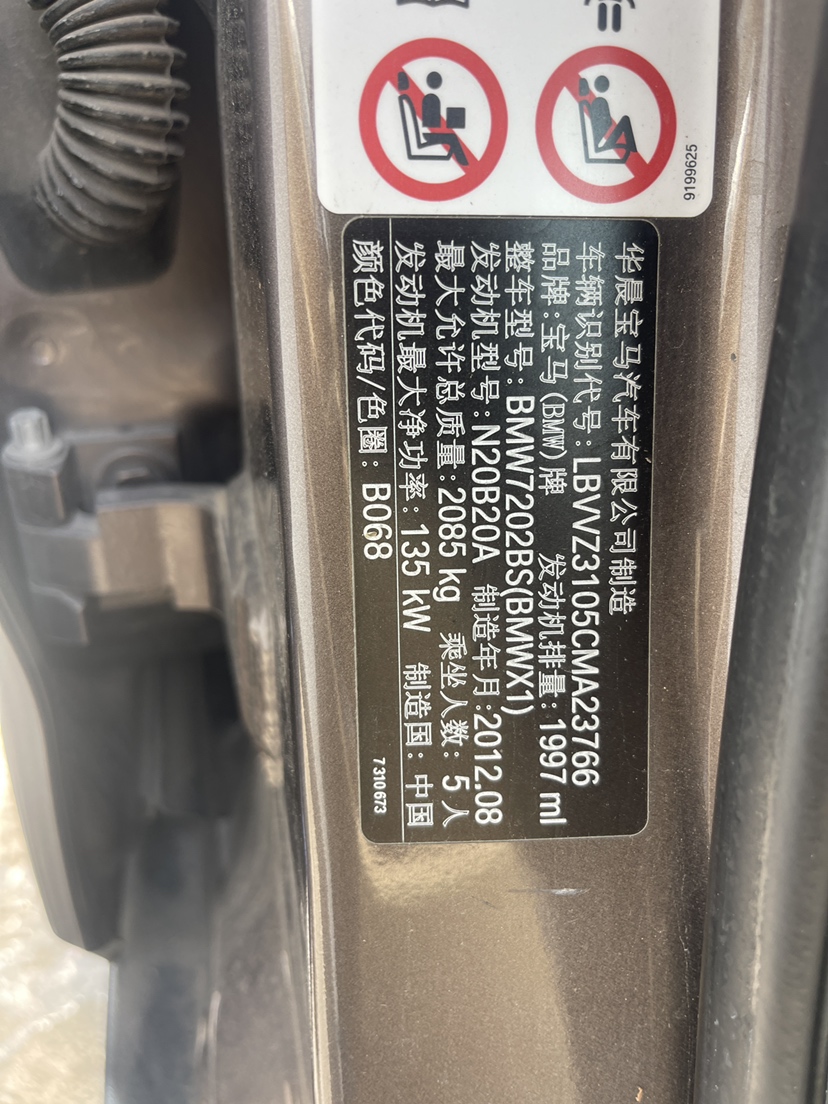 9199625
华晨宝马汽车有限公司制造
车辆识别代号:LBVVZ3105CMA23766
品牌:宝马(BMW)牌 发动机排量:1997 ml
整车型号:BMW7202BS(BMWX1)
发动机型号:N20B20A 制造年月:2012.08
最大允许总质量:2085 kg 乘坐人数: 5 人
发动机最大净功率: 135 kW 制造国: 中国
颜色代码/色圈: B068
7 310 673